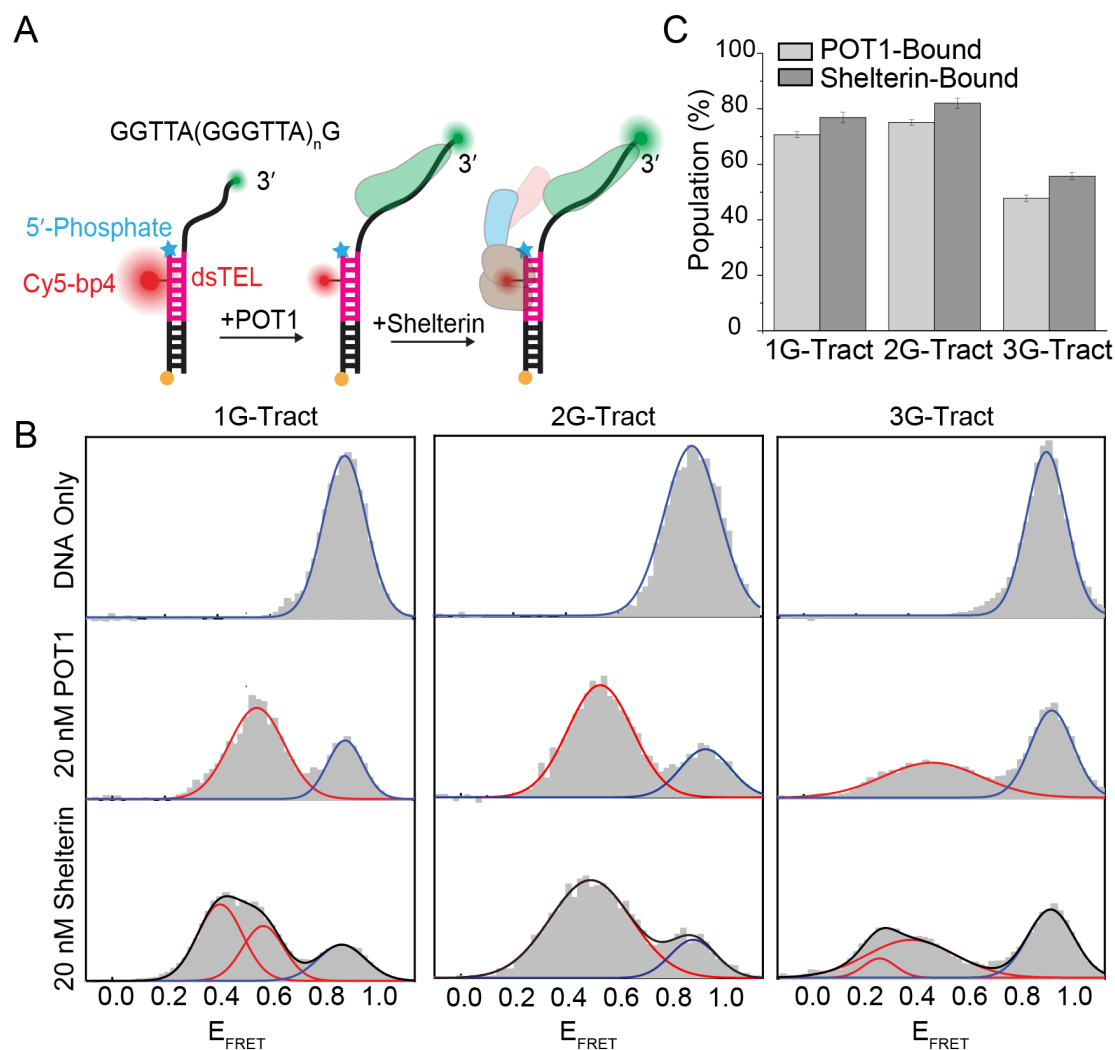 A
GGTTA(GGGTTA)nG
3′
3′
3′
5′-Phosphate
Cy5-bp4
dsTEL
+POT1
+Shelterin
C
Population (%)
100
80
60
40
20
0
POT1-Bound
Shelterin-Bound
1G-Tract
2G-Tract
3G-Tract
B
1G-Tract
2G-Tract
3G-Tract
DNA Only
20 nM POT1
20 nM Shelterin
0.0 0.2 0.4 0.6 0.8 1.0
0.0 0.2 0.4 0.6 0.8 1.0
0.0 0.2 0.4 0.6 0.8 1.0
EFRET
EFRET
EFRET